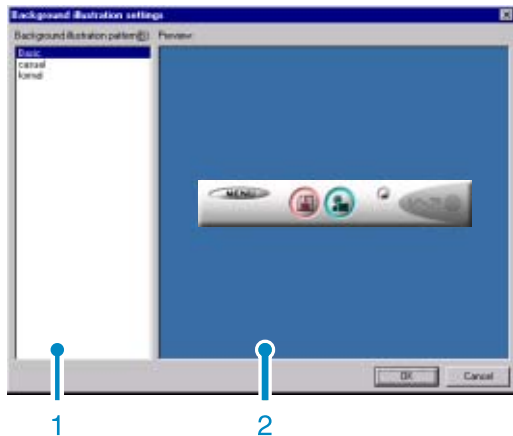 Background illustration settings
Background illustration pattern(B): Preview:
Basic
casual
formal
MENU
OK Cancel
1 2